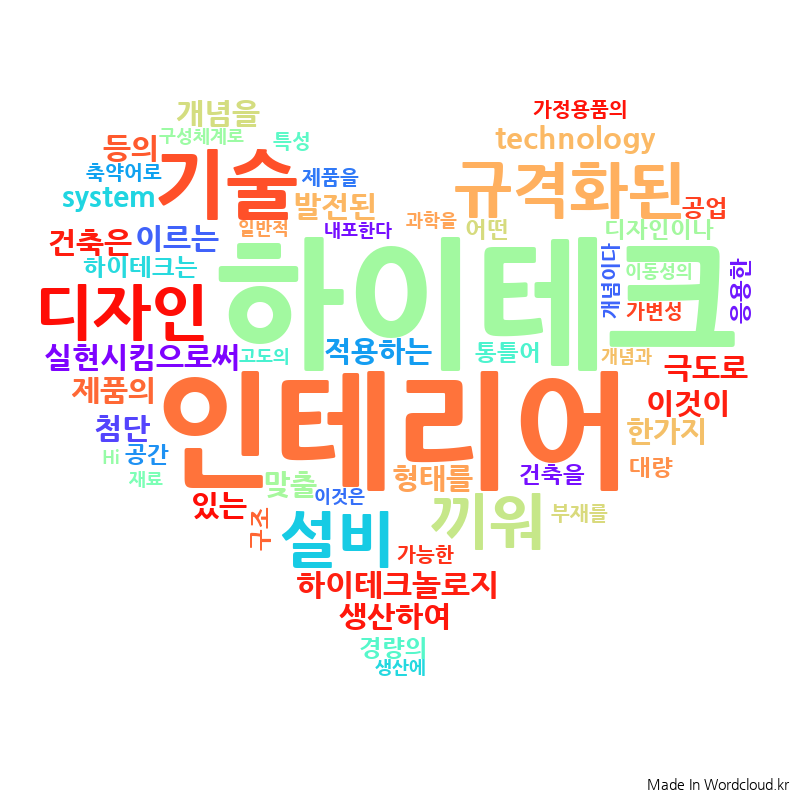 개념을
가정용품의
구성체계로
특성
등의
technology
기술
축약어로
제품을
규격화된
system
발전된
공업
과학을
일반적
내포한다
어떤
디자인이나
건축은
이르는
하이테크는
하이테크
개념이다
이동성의
응용한
디자인
가변성
실현시킴으로써
고도의
적용하는
통틀어
개념과
극도로
제품의
인테리어
이것이
첨단
한가지
Hi
공간
재료
맞출
형태를
건축을
대량
있는
이것은
구조
설비
끼워
부재를
가능한
하이테크놀로지
생산하여
경량의
생산에
Made In Wordcloud.kr